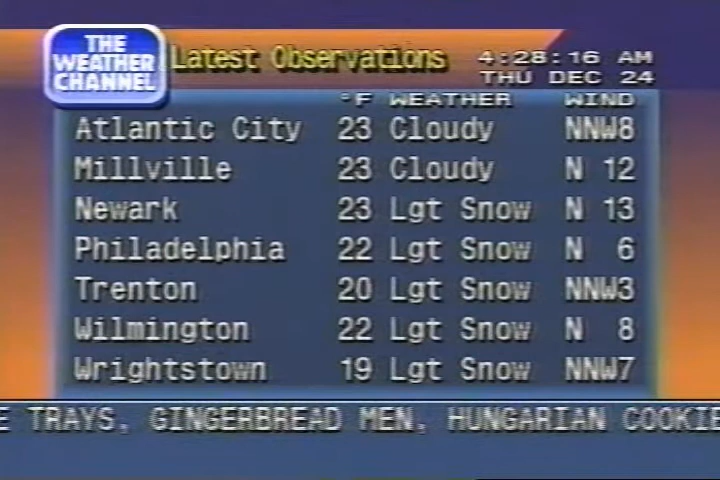 THE
WEATHER
CHANNEL
Latest Observations
4:28:16 AM
THU DEC 24
°F WEATHER WIND
Atlantic City 23 Cloudy NNW8
Millville 23 Cloudy N 12
Newark 23 Lgt Snow N 13
Philadelphia 22 Lgt Snow N 6
Trenton 20 Lgt Snow NNW3
Wilmington 22 Lgt Snow N 8
Wrightstown 19 Lgt Snow NNW7
E TRAYS, GINGERBREAD MEN, HUNGARIAN COOKIE